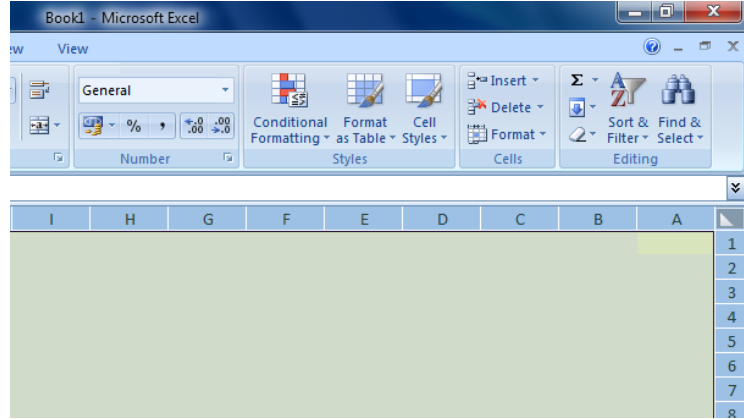 Book1 - Microsoft Excel
ew View
General
% , .0 .00 .00 .0
Conditional Formatting
Format as Table
Cell Styles
Insert
Delete
Format
Σ
A Z
Sort & Filter
Find & Select
Number Styles Cells Editing
I H G F E D C B A
1
2
3
4
5
6
7
8